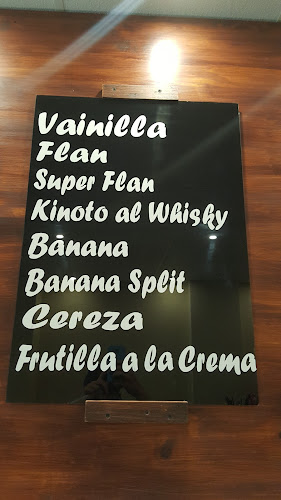 Vainilla
Flan
Super Flan
Kinoto al Whisky
Banana
Banana Split
Cereza
Frutilla a la Crema